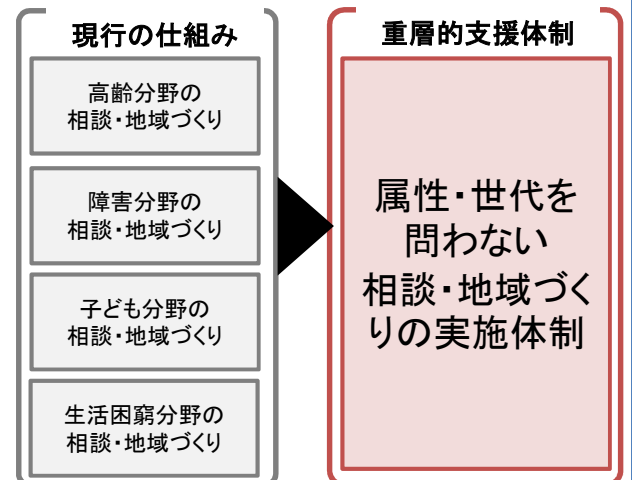 現行の仕組み
高齢分野の
相談・地域づくり
障害分野の
相談・地域づくり
子ども分野の
相談・地域づくり
生活困窮分野の
相談・地域づくり
重層的支援体制
属性・世代を
問わない
相談・地域づく
りの実施体制